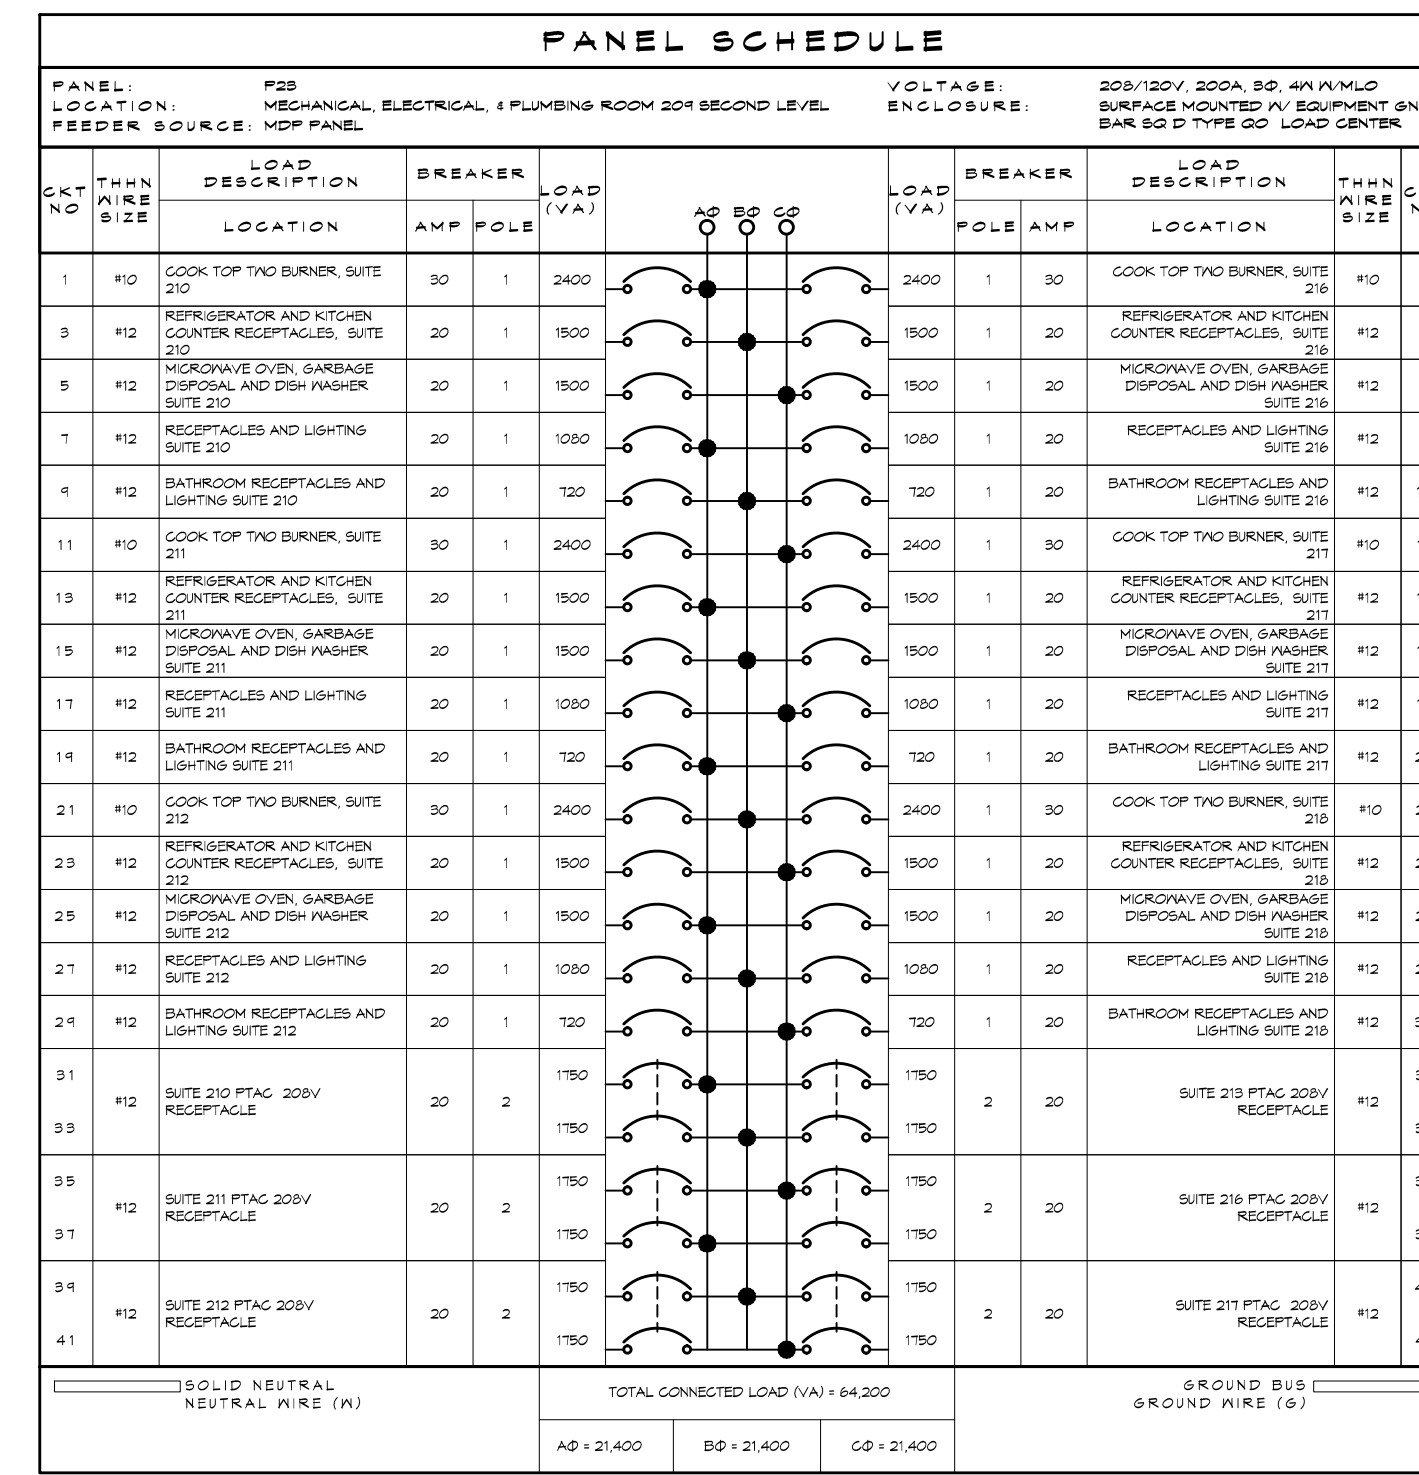 PANEL SCHEDULE
PANEL: P2B
LOCATION: MECHANICAL, ELECTRICAL, & PLUMBING ROOM 209 SECOND LEVEL
FEEDER SOURCE: MDP PANEL
VOLTAGE: 208/120V, 200A, 3Φ, 4W W/MLO
ENCLOSURE: SURFACE MOUNTED W/ EQUIPMENT GN
BAR SQ D TYPE QO LOAD CENTER
CKT NO
THHN WIRE SIZE
LOAD DESCRIPTION
LOCATION
BREAKER
AMP POLE
LOAD (VA)
AΦ BΦ CΦ
LOAD (VA)
BREAKER
POLE AMP
LOAD DESCRIPTION
LOCATION
THHN WIRE SIZE
1 #10 COOK TOP TWO BURNER, SUITE 210 30 1 2400 2400 1 30 COOK TOP TWO BURNER, SUITE 216 #10
3 #12 REFRIGERATOR AND KITCHEN COUNTER RECEPTACLES, SUITE 210 20 1 1500 1500 1 20 REFRIGERATOR AND KITCHEN COUNTER RECEPTACLES, SUITE 216 #12
5 #12 MICROWAVE OVEN, GARBAGE DISPOSAL AND DISH WASHER SUITE 210 20 1 1500 1500 1 20 MICROWAVE OVEN, GARBAGE DISPOSAL AND DISH WASHER SUITE 216 #12
7 #12 RECEPTACLES AND LIGHTING SUITE 210 20 1 1080 1080 1 20 RECEPTACLES AND LIGHTING SUITE 216 #12
9 #12 BATHROOM RECEPTACLES AND LIGHTING SUITE 210 20 1 720 720 1 20 BATHROOM RECEPTACLES AND LIGHTING SUITE 216 #12
11 #10 COOK TOP TWO BURNER, SUITE 211 30 1 2400 2400 1 30 COOK TOP TWO BURNER, SUITE 217 #10
13 #12 REFRIGERATOR AND KITCHEN COUNTER RECEPTACLES, SUITE 211 20 1 1500 1500 1 20 REFRIGERATOR AND KITCHEN COUNTER RECEPTACLES, SUITE 217 #12
15 #12 MICROWAVE OVEN, GARBAGE DISPOSAL AND DISH WASHER SUITE 211 20 1 1500 1500 1 20 MICROWAVE OVEN, GARBAGE DISPOSAL AND DISH WASHER SUITE 217 #12
17 #12 RECEPTACLES AND LIGHTING SUITE 211 20 1 1080 1080 1 20 RECEPTACLES AND LIGHTING SUITE 217 #12
19 #12 BATHROOM RECEPTACLES AND LIGHTING SUITE 211 20 1 720 720 1 20 BATHROOM RECEPTACLES AND LIGHTING SUITE 217 #12
21 #10 COOK TOP TWO BURNER, SUITE 212 30 1 2400 2400 1 30 COOK TOP TWO BURNER, SUITE 218 #10
23 #12 REFRIGERATOR AND KITCHEN COUNTER RECEPTACLES, SUITE 212 20 1 1500 1500 1 20 REFRIGERATOR AND KITCHEN COUNTER RECEPTACLES, SUITE 218 #12
25 #12 MICROWAVE OVEN, GARBAGE DISPOSAL AND DISH WASHER SUITE 212 20 1 1500 1500 1 20 MICROWAVE OVEN, GARBAGE DISPOSAL AND DISH WASHER SUITE 218 #12
27 #12 RECEPTACLES AND LIGHTING SUITE 212 20 1 1080 1080 1 20 RECEPTACLES AND LIGHTING SUITE 218 #12
29 #12 BATHROOM RECEPTACLES AND LIGHTING SUITE 212 20 1 720 720 1 20 BATHROOM RECEPTACLES AND LIGHTING SUITE 218 #12
31 1750 1750
#12 SUITE 210 PTAC 208V RECEPTACLE 20 2 2 20 SUITE 213 PTAC 208V RECEPTACLE #12
33 1750 1750
35 1750 1750
#12 SUITE 211 PTAC 208V RECEPTACLE 20 2 2 20 SUITE 216 PTAC 208V RECEPTACLE #12
37 1750 1750
39 1750 1750
#12 SUITE 212 PTAC 208V RECEPTACLE 20 2 2 20 SUITE 217 PTAC 208V RECEPTACLE #12
41 1750 1750
SOLID NEUTRAL
NEUTRAL WIRE (W)
TOTAL CONNECTED LOAD (VA) = 64,200
AΦ = 21,400 BΦ = 21,400 CΦ = 21,400
GROUND BUS
GROUND WIRE (G)